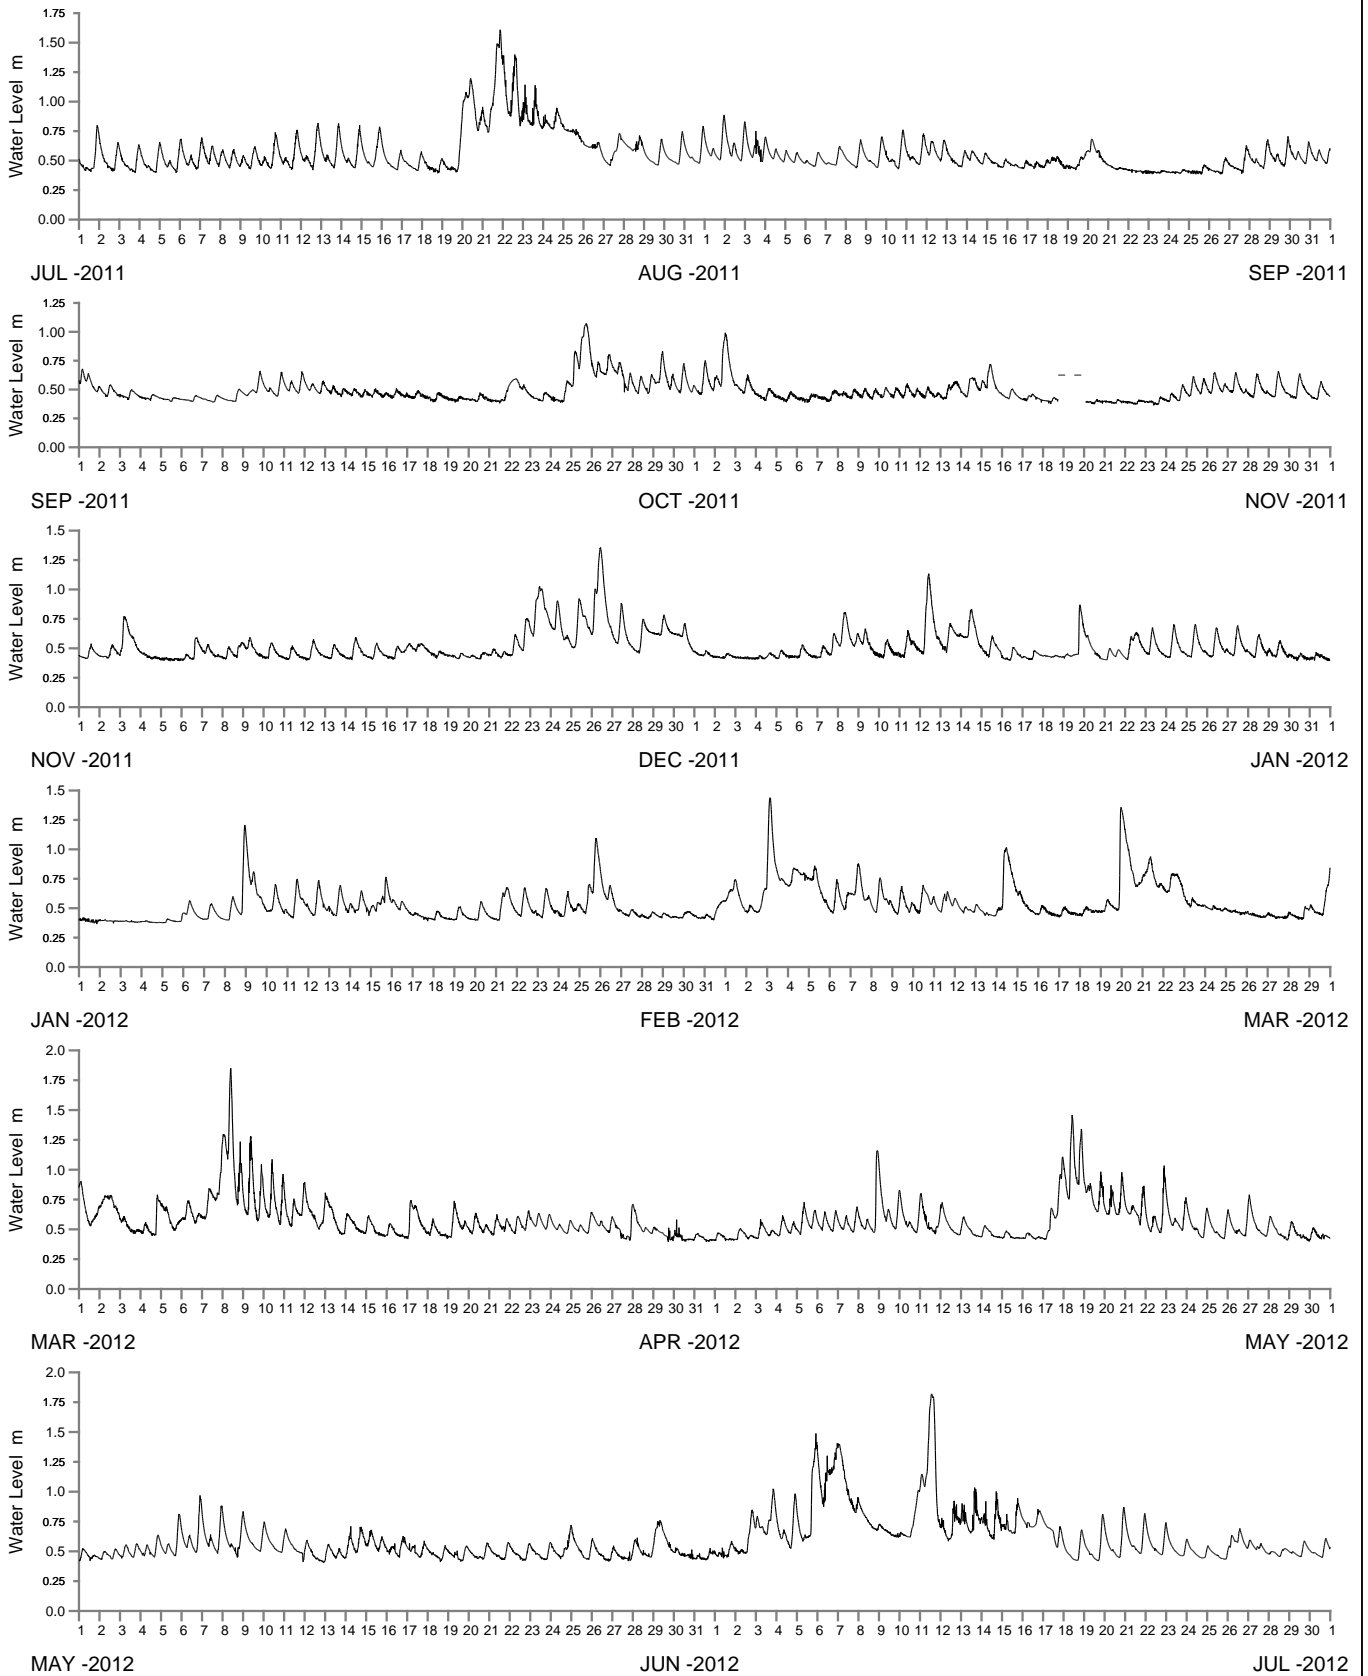 1.75
1.50
1.25
1.00
0.75
0.50
0.25
0.00
Water Level m
1 2 3 4 5 6 7 8 9 10 11 12 13 14 15 16 17 18 19 20 21 22 23 24 25 26 27 28 29 30 31 1 2 3 4 5 6 7 8 9 10 11 12 13 14 15 16 17 18 19 20 21 22 23 24 25 26 27 28 29 30 31 1
JUL -2011 AUG -2011 SEP -2011
1.25
1.00
0.75
0.50
0.25
0.00
Water Level m
1 2 3 4 5 6 7 8 9 10 11 12 13 14 15 16 17 18 19 20 21 22 23 24 25 26 27 28 29 30 1 2 3 4 5 6 7 8 9 10 11 12 13 14 15 16 17 18 19 20 21 22 23 24 25 26 27 28 29 30 31 1
SEP -2011 OCT -2011 NOV -2011
1.5
1.25
1.0
0.75
0.5
0.25
0.0
Water Level m
1 2 3 4 5 6 7 8 9 10 11 12 13 14 15 16 17 18 19 20 21 22 23 24 25 26 27 28 29 30 1 2 3 4 5 6 7 8 9 10 11 12 13 14 15 16 17 18 19 20 21 22 23 24 25 26 27 28 29 30 31 1
NOV -2011 DEC -2011 JAN -2012
1.5
1.25
1.0
0.75
0.5
0.25
0.0
Water Level m
1 2 3 4 5 6 7 8 9 10 11 12 13 14 15 16 17 18 19 20 21 22 23 24 25 26 27 28 29 30 31 1 2 3 4 5 6 7 8 9 10 11 12 13 14 15 16 17 18 19 20 21 22 23 24 25 26 27 28 29 1
JAN -2012 FEB -2012 MAR -2012
2.0
1.75
1.5
1.25
1.0
0.75
0.5
0.25
0.0
Water Level m
1 2 3 4 5 6 7 8 9 10 11 12 13 14 15 16 17 18 19 20 21 22 23 24 25 26 27 28 29 30 31 1 2 3 4 5 6 7 8 9 10 11 12 13 14 15 16 17 18 19 20 21 22 23 24 25 26 27 28 29 30 1
MAR -2012 APR -2012 MAY -2012
2.0
1.75
1.5
1.25
1.0
0.75
0.5
0.25
0.0
Water Level m
1 2 3 4 5 6 7 8 9 10 11 12 13 14 15 16 17 18 19 20 21 22 23 24 25 26 27 28 29 30 31 1 2 3 4 5 6 7 8 9 10 11 12 13 14 15 16 17 18 19 20 21 22 23 24 25 26 27 28 29 30 1
MAY -2012 JUN -2012 JUL -2012